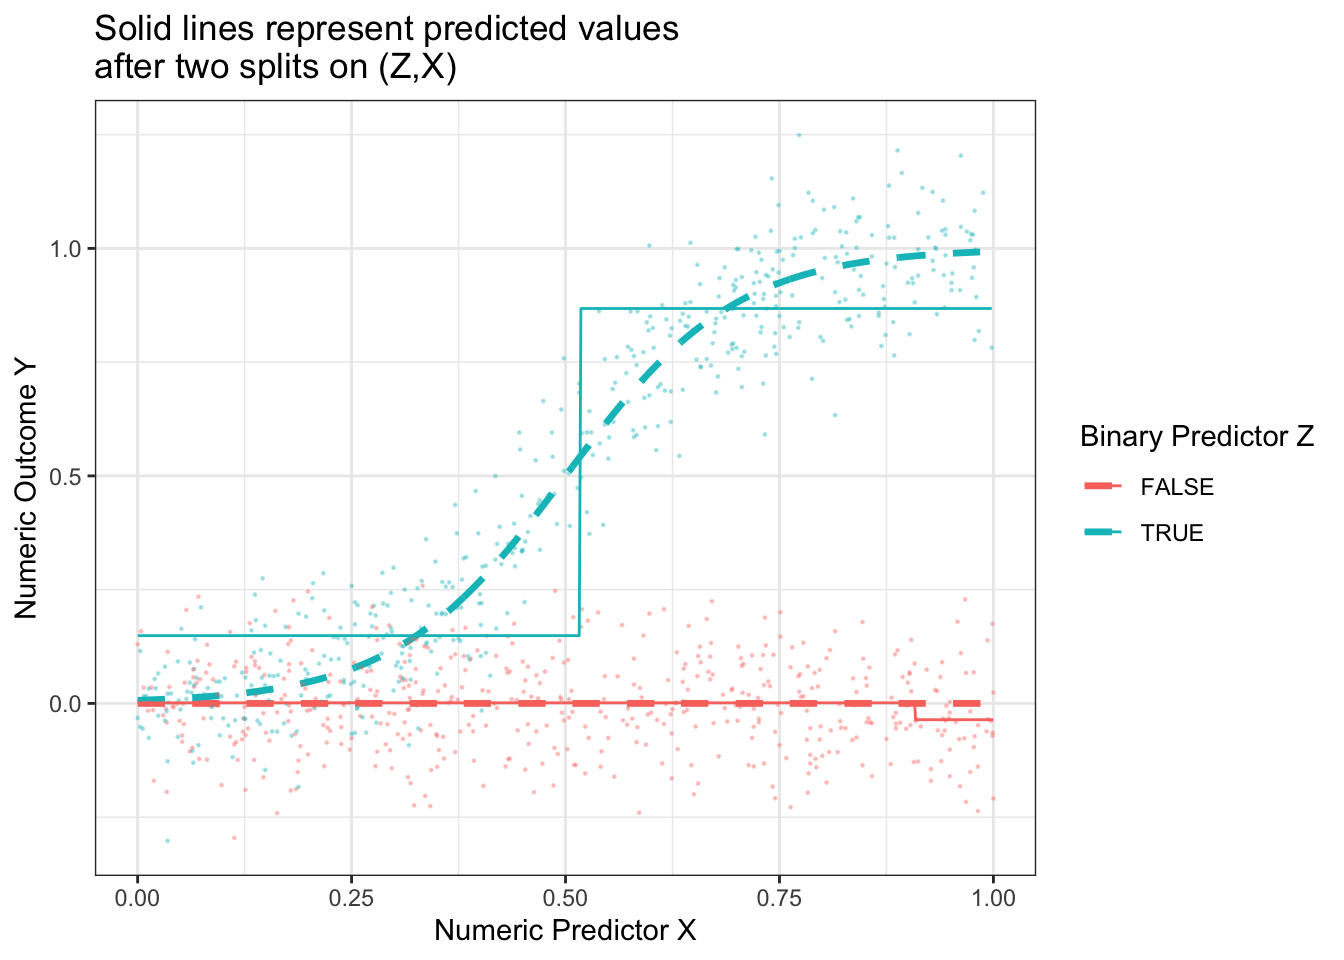 Solid lines represent predicted values
after two splits on (Z,X)
Numeric Outcome Y
1.0
0.5
0.0
0.00 0.25 0.50 0.75 1.00
Numeric Predictor X
Binary Predictor Z
FALSE
TRUE